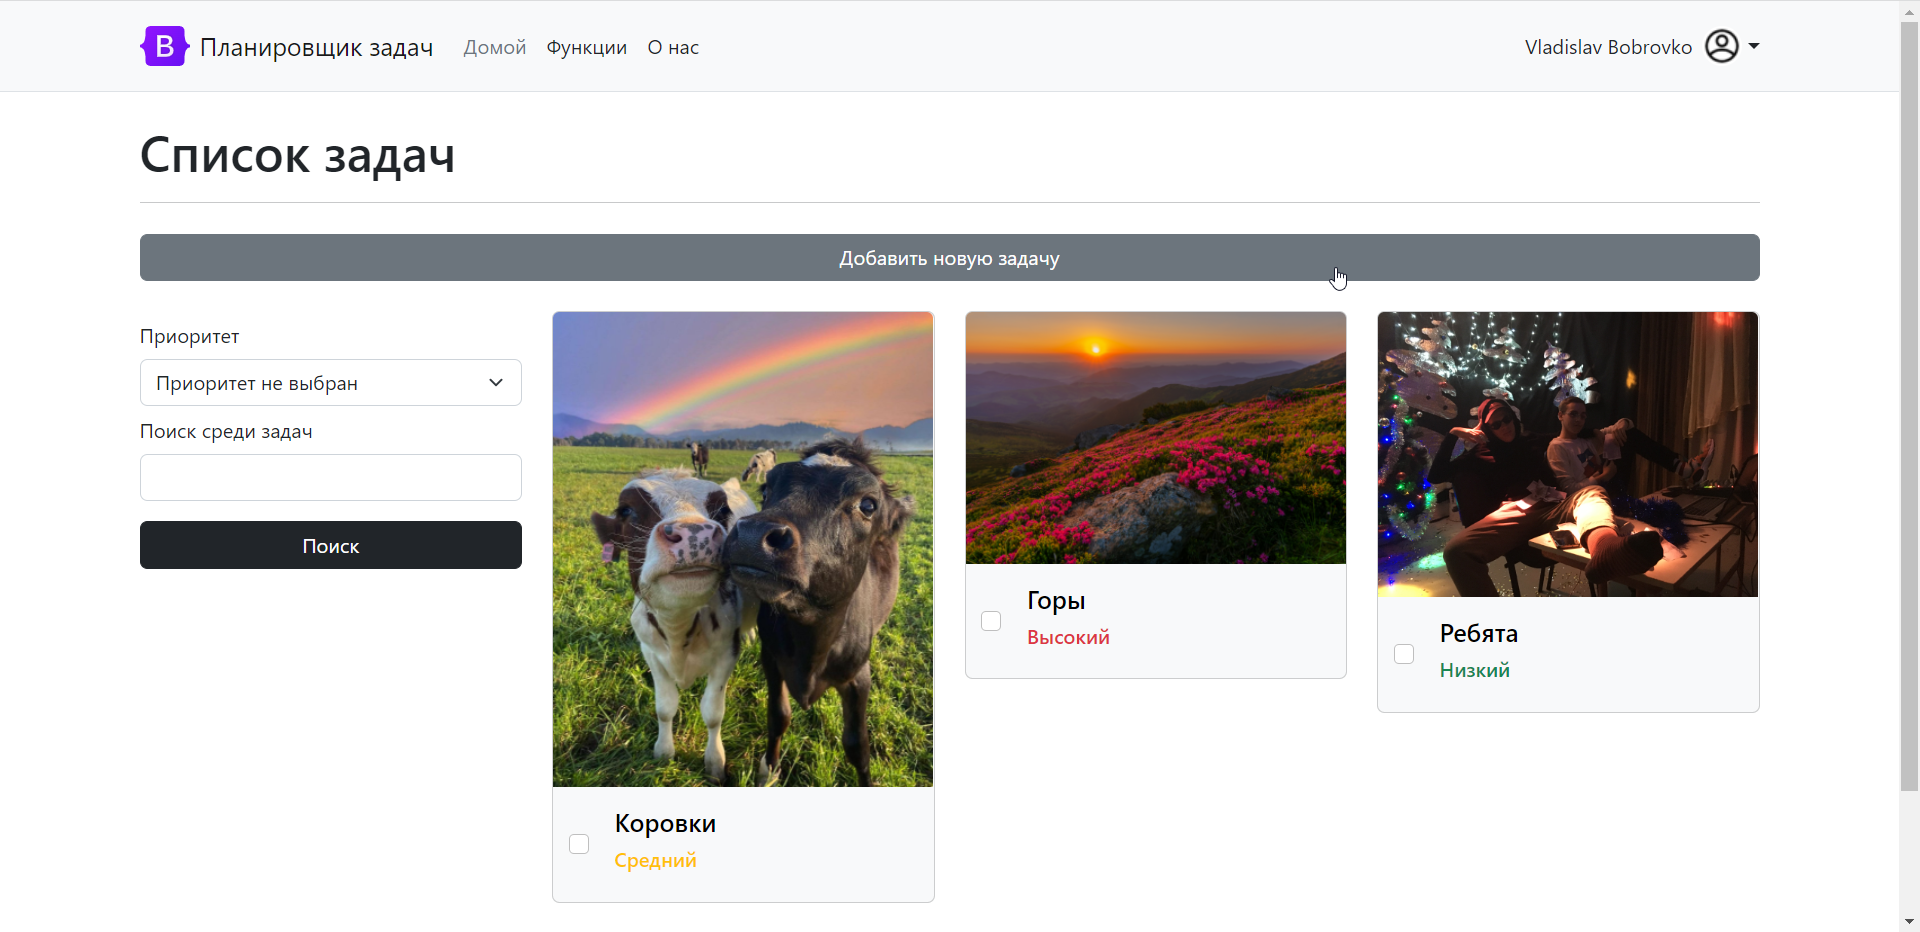 B Планировщик задач Домой Функции О нас Vladislav Bobrovko
Список задач
Добавить новую задачу
Приоритет
Приоритет не выбран
Поиск среди задач
Поиск
Коровки
Средний
Горы
Высокий
Ребята
Низкий